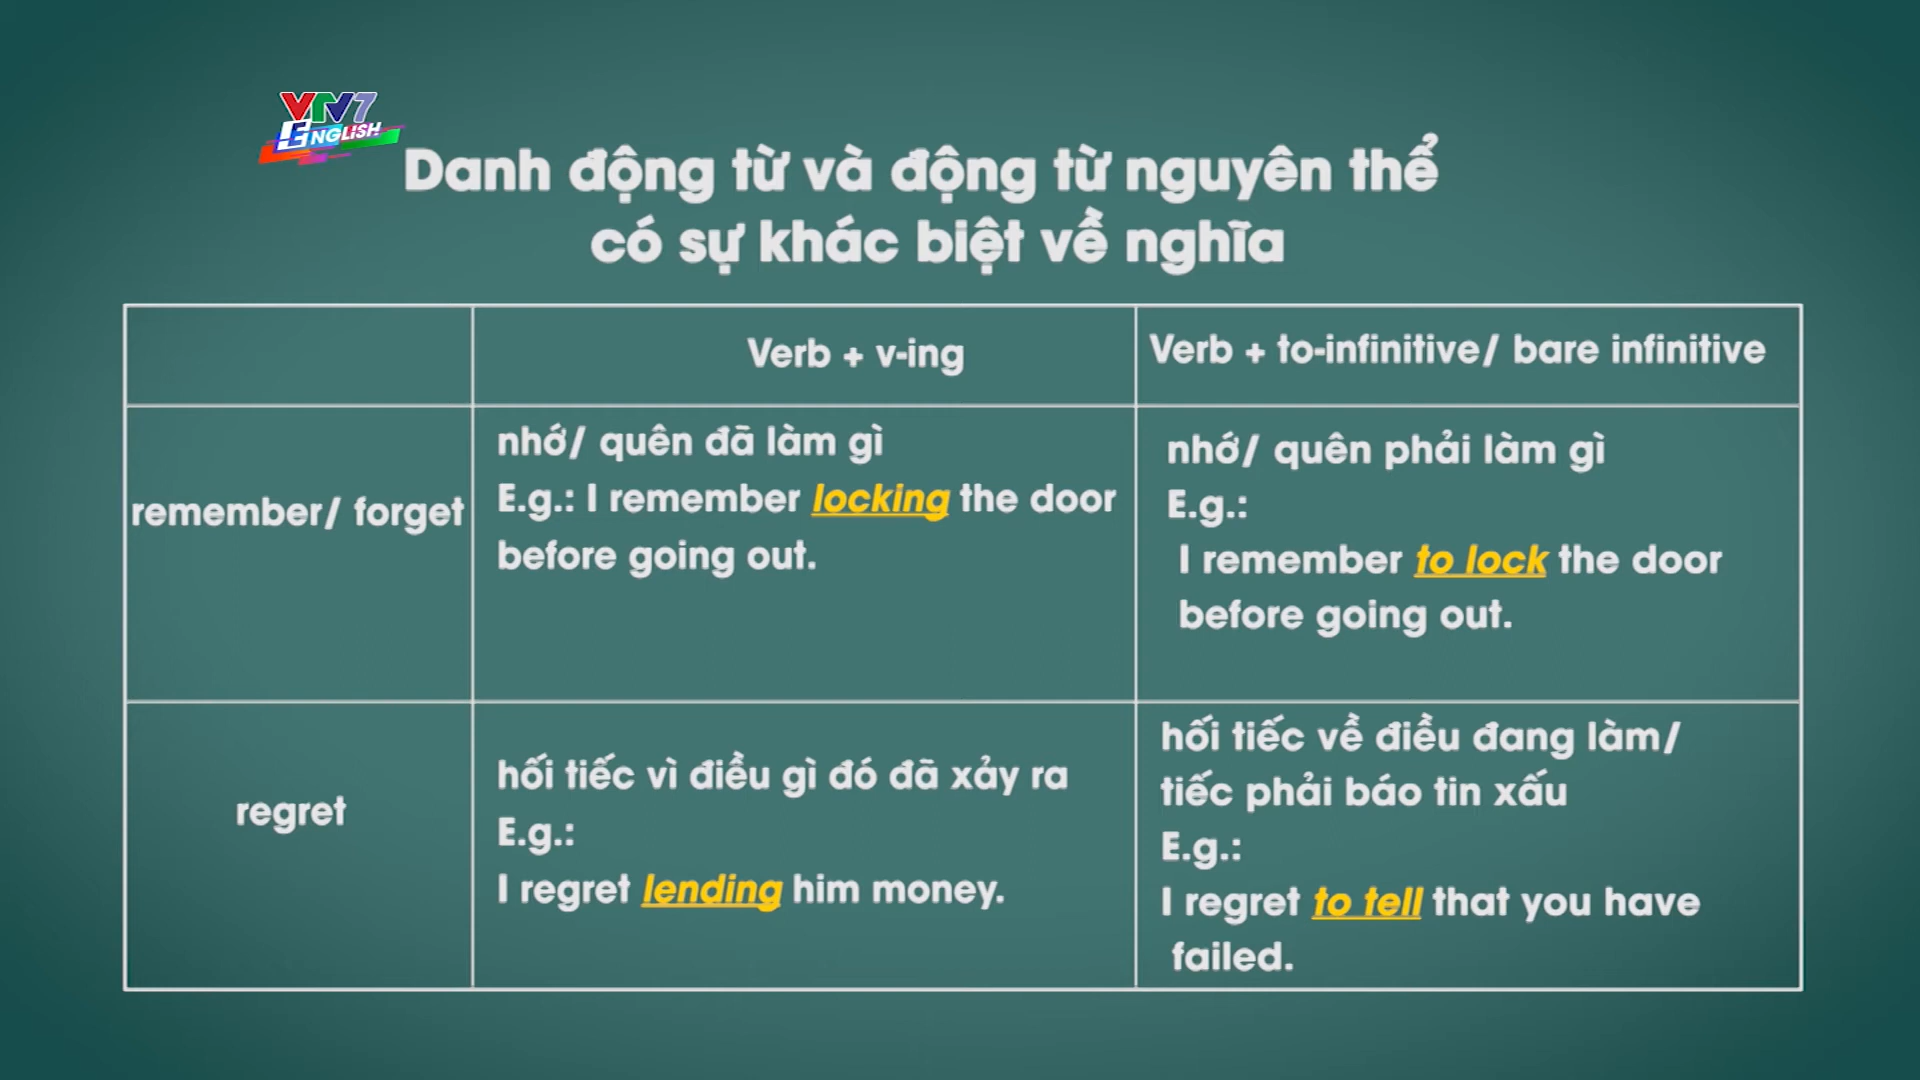 VTV7
ENGLISH
Danh động từ và động từ nguyên thể
có sự khác biệt về nghĩa
Verb + v-ing
Verb + to-infinitive/ bare infinitive
remember/ forget
nhớ/ quên đã làm gì
E.g.: I remember locking the door
before going out.
nhớ/ quên phải làm gì
E.g.:
I remember to lock the door
before going out.
regret
hối tiếc vì điều gì đó đã xảy ra
E.g.:
I regret lending him money.
hối tiếc về điều đang làm/
tiếc phải báo tin xấu
E.g.:
I regret to tell that you have
failed.